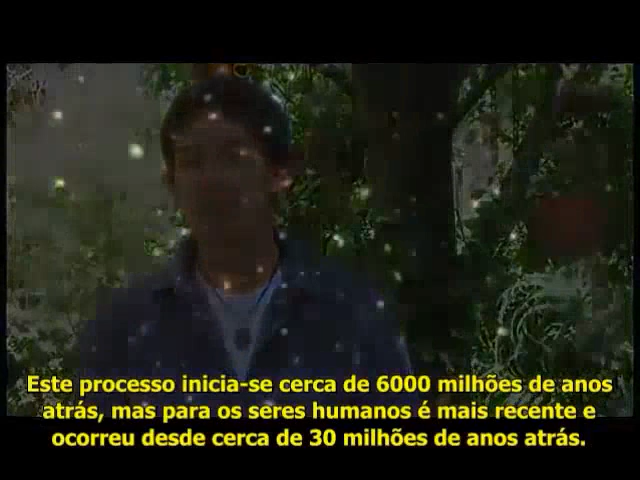 Este processo inicia-se cerca de 6000 milhões de anos
atrás, mas para os seres humanos é mais recente e
ocorreu desde cerca de 30 milhões de anos atrás.